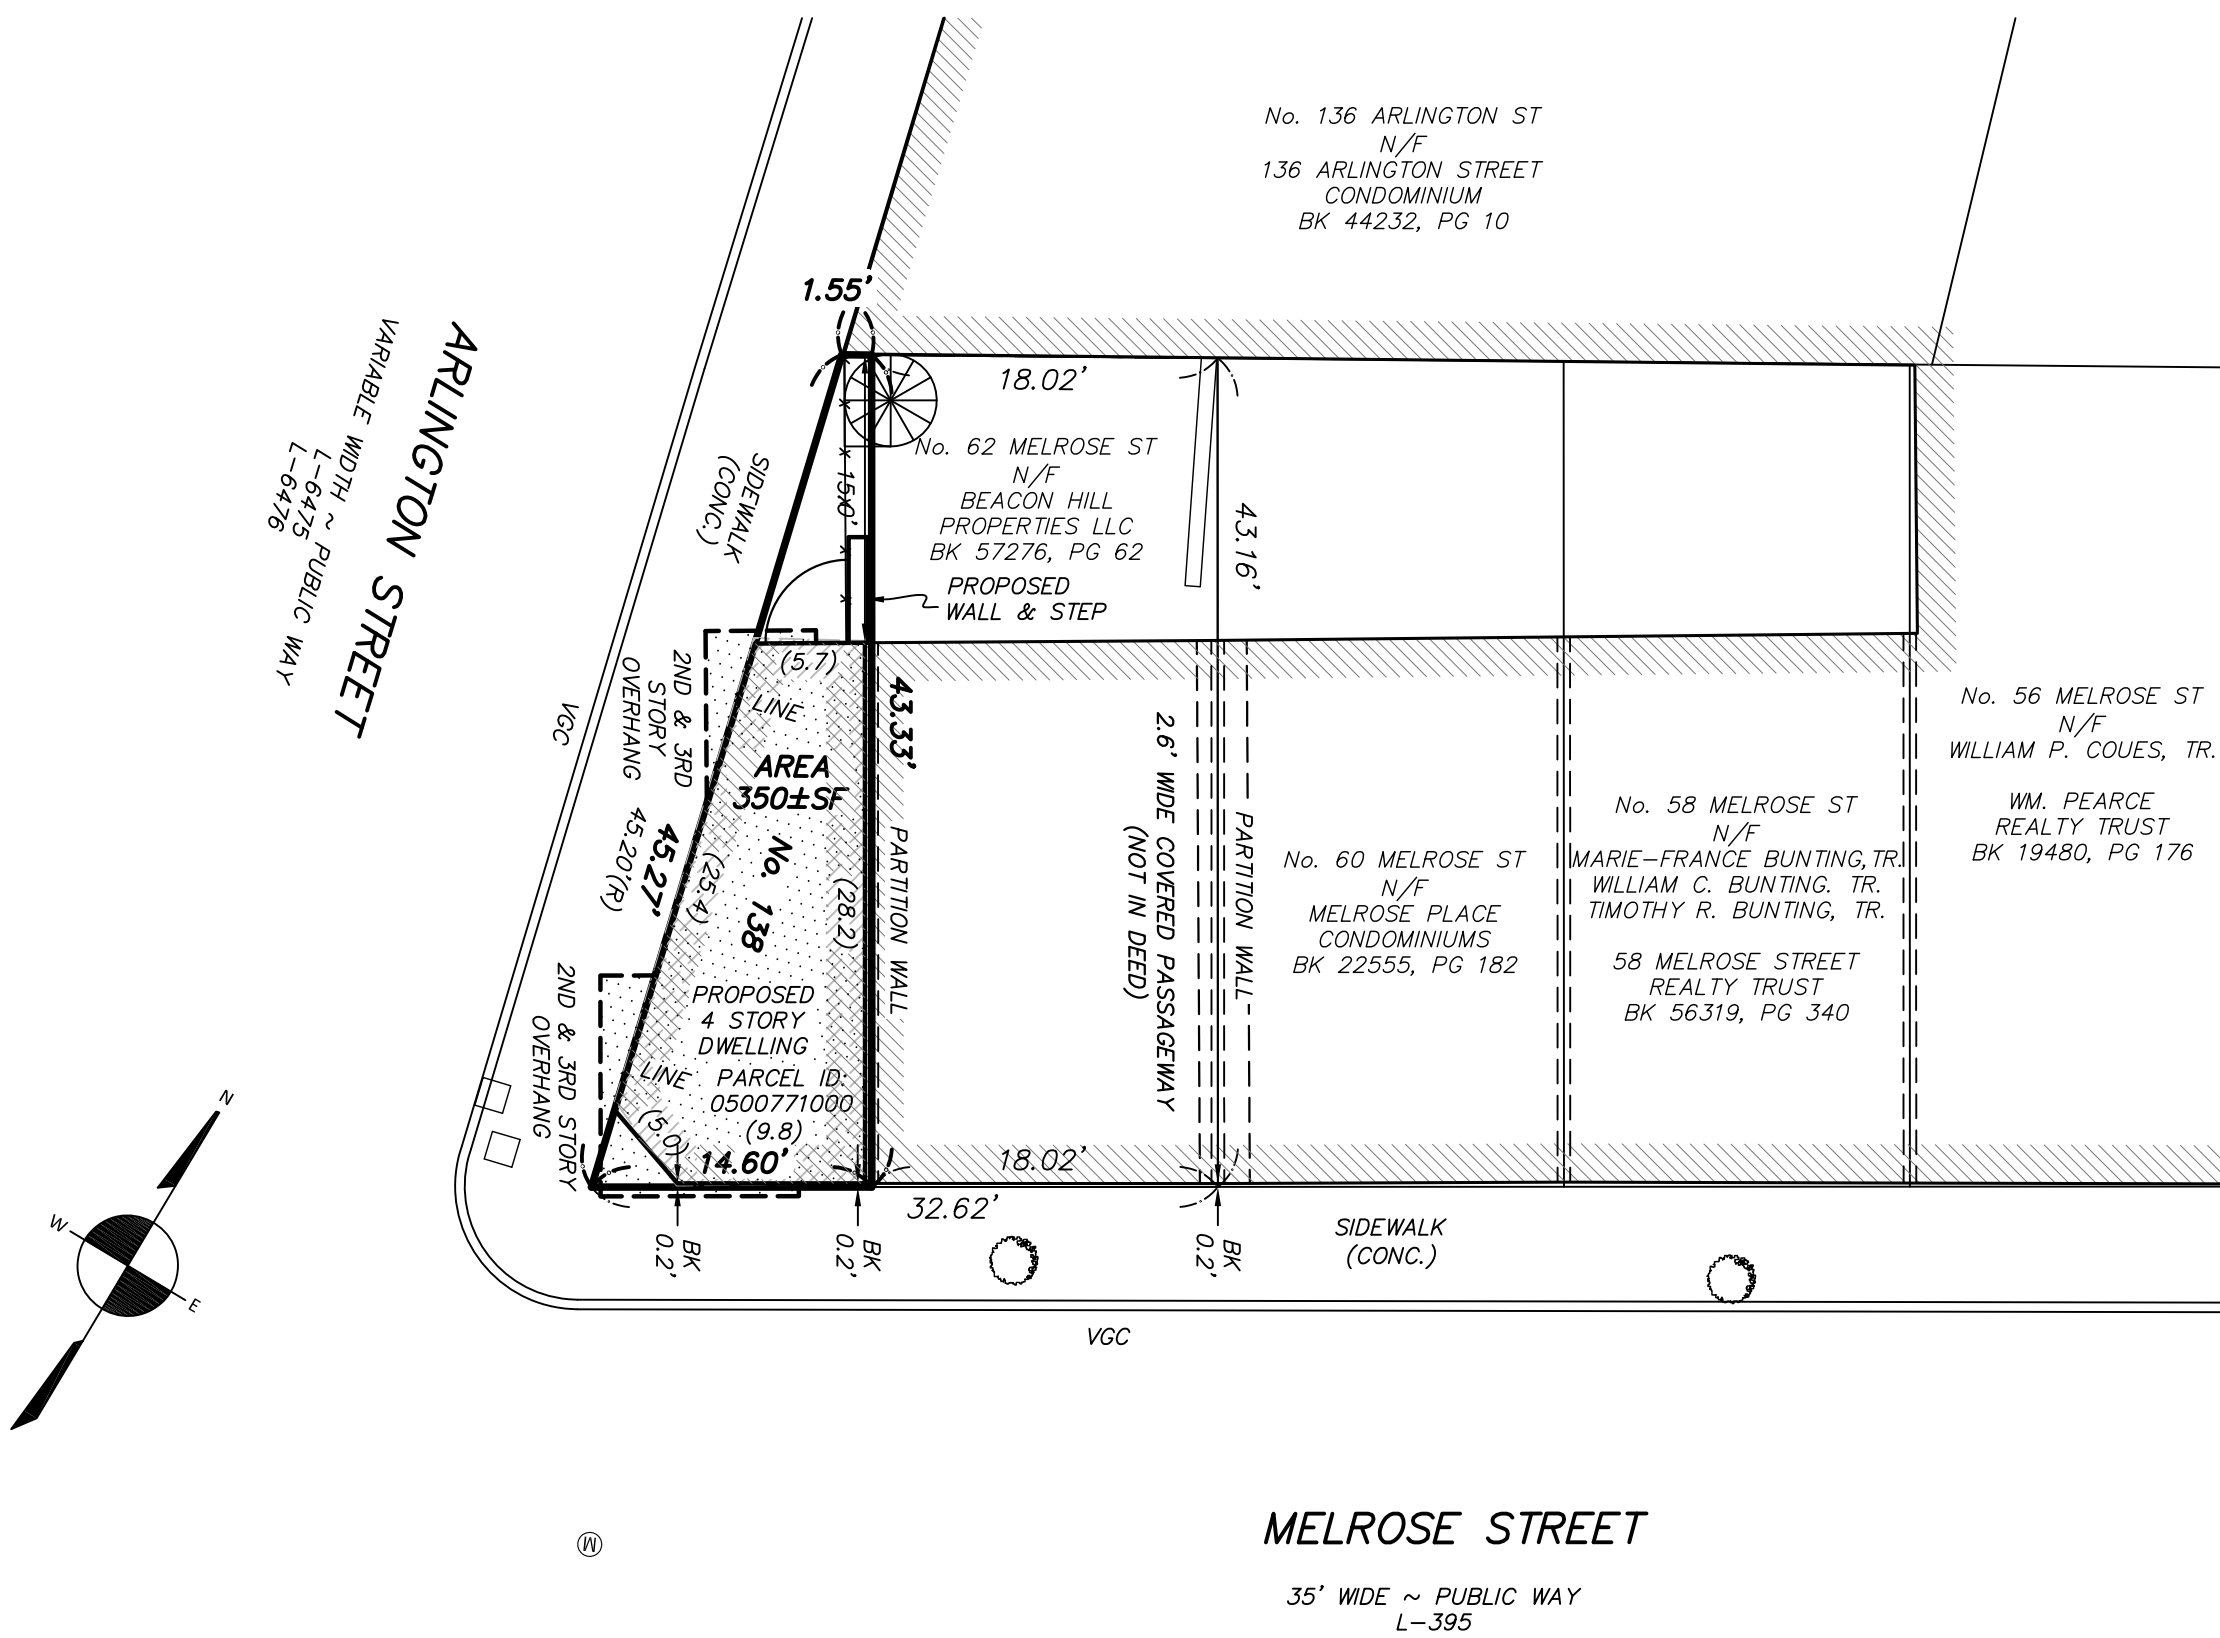 No. 136 ARLINGTON ST
N/F
136 ARLINGTON STREET
CONDOMINIUM
BK 44232, PG 10
1.55'
ARLINGTON STREET
VARIABLE WIDTH ~ PUBLIC WAY
L-6475
L-6476
SIDEWALK
(CONC.)
VGC
18.02'
15.0'
No. 62 MELROSE ST
N/F
BEACON HILL
PROPERTIES LLC
BK 57276, PG 62
PROPOSED
WALL & STEP
43.16'
2ND & 3RD
STORY
OVERHANG
(5.7)
LINE
43.33'
AREA
350±SF
45.27'
45.20'(R)
(25.4)
No. 138
(28.2)
PARTITION WALL
2.6' WIDE COVERED PASSAGEWAY
(NOT IN DEED)
PARTITION WALL
No. 60 MELROSE ST
N/F
MELROSE PLACE
CONDOMINIUMS
BK 22555, PG 182
No. 58 MELROSE ST
N/F
MARIE-FRANCE BUNTING,TR.
WILLIAM C. BUNTING. TR.
TIMOTHY R. BUNTING, TR.
58 MELROSE STREET
REALTY TRUST
BK 56319, PG 340
No. 56 MELROSE ST
N/F
WILLIAM P. COUES, TR.
WM. PEARCE
REALTY TRUST
BK 19480, PG 176
2ND & 3RD STORY
OVERHANG
PROPOSED
4 STORY
DWELLING
LINE
PARCEL ID:
0500771000
(9.8)
(5.0)
14.60'
18.02'
32.62'
BK
0.2'
BK
0.2'
BK
0.2'
SIDEWALK
(CONC.)
VGC
N
W
E
M
MELROSE STREET
35' WIDE ~ PUBLIC WAY
L-395